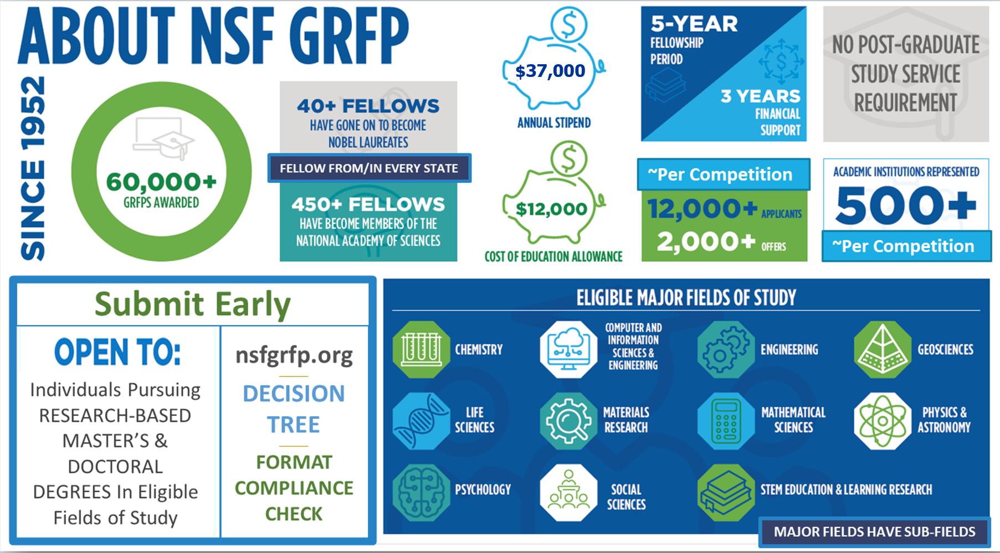 ABOUT NSF GRFP
SINCE 1952
60,000+
GRFPS AWARDED
40+ FELLOWS
HAVE GONE ON TO BECOME
NOBEL LAUREATES
FELLOW FROM/IN EVERY STATE
450+ FELLOWS
HAVE BECOME MEMBERS OF THE
NATIONAL ACADEMY OF SCIENCES
$
$37,000
ANNUAL STIPEND
$
$12,000
COST OF EDUCATION ALLOWANCE
5-YEAR
FELLOWSHIP
PERIOD
$
3 YEARS
FINANCIAL
SUPPORT
NO POST-GRADUATE
STUDY SERVICE
REQUIREMENT
~Per Competition
12,000+ APPLICANTS
2,000+ OFFERS
ACADEMIC INSTITUTIONS REPRESENTED
500+
~Per Competition
Submit Early
OPEN TO:
Individuals Pursuing
RESEARCH-BASED
MASTER’S &
DOCTORAL
DEGREES In Eligible
Fields of Study
nsfgrfp.org
DECISION
TREE
FORMAT
COMPLIANCE
CHECK
ELIGIBLE MAJOR FIELDS OF STUDY
CHEMISTRY
COMPUTER AND
INFORMATION
SCIENCES &
ENGINEERING
ENGINEERING
GEOSCIENCES
LIFE
SCIENCES
MATERIALS
RESEARCH
MATHEMATICAL
SCIENCES
PHYSICS &
ASTRONOMY
PSYCHOLOGY
SOCIAL
SCIENCES
STEM EDUCATION & LEARNING RESEARCH
MAJOR FIELDS HAVE SUB-FIELDS